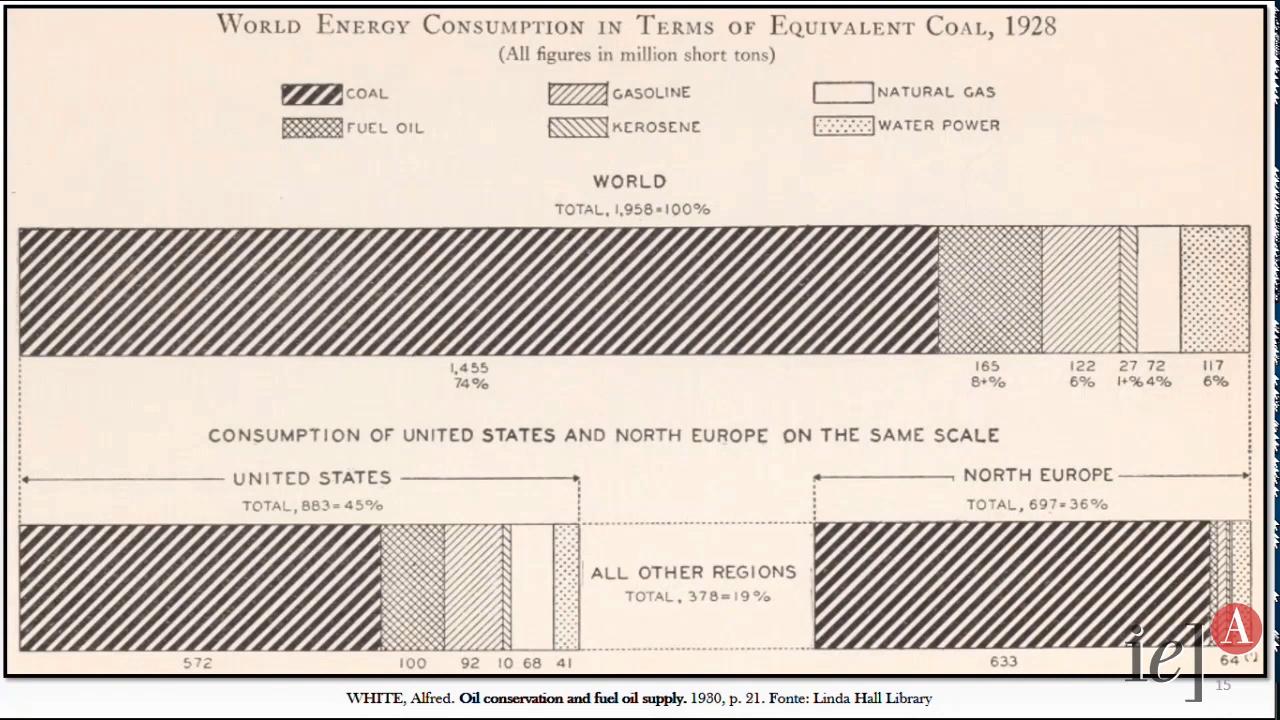 WORLD ENERGY CONSUMPTION IN TERMS OF EQUIVALENT COAL, 1928
(All figures in million short tons)
COAL GASOLINE NATURAL GAS
FUEL OIL KEROSENE WATER POWER
WORLD
TOTAL, 1,958=100%
1,455 165 122 27 72 117
74% 8+% 6% 1+% 4% 6%
CONSUMPTION OF UNITED STATES AND NORTH EUROPE ON THE SAME SCALE
UNITED STATES NORTH EUROPE
TOTAL, 883=45% TOTAL, 697=36%
ALL OTHER REGIONS
TOTAL, 378=19%
572 100 92 10 68 41 633 64
ie] A
15
WHITE, Alfred. Oil conservation and fuel oil supply. 1930, p. 21. Fonte: Linda Hall Library